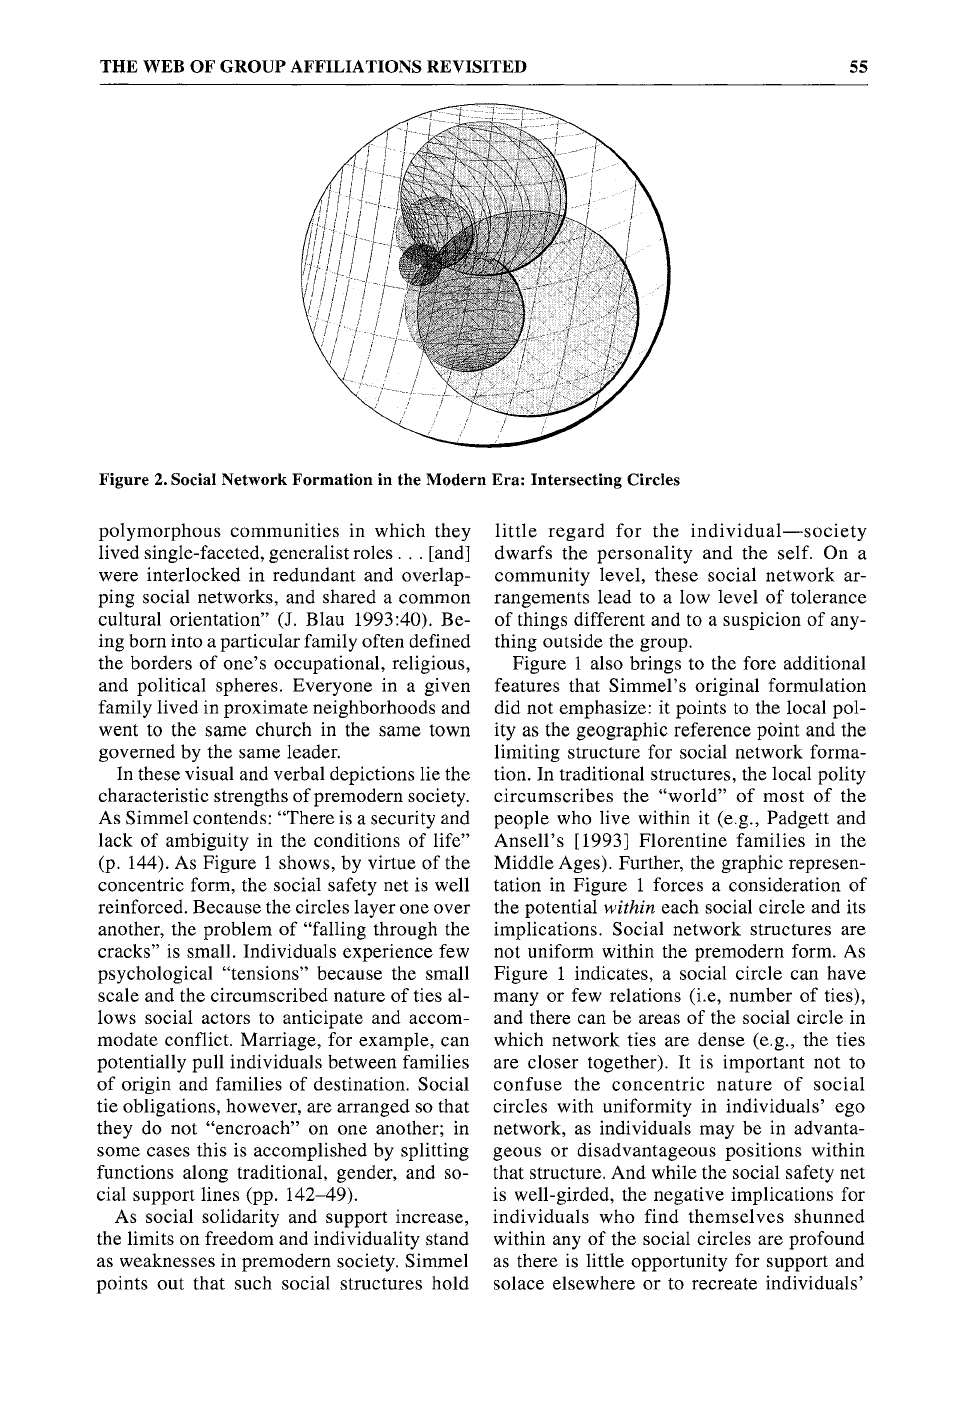 THE WEB OF GROUP AFFILIATIONS REVISITED 55
Figure 2. Social Network Formation in the Modern Era: Intersecting Circles
polymorphous communities in which they
lived single-faceted, generalist roles . . . [and]
were interlocked in redundant and overlap-
ping social networks, and shared a common
cultural orientation” (J. Blau 1993:40). Be-
ing born into a particular family often defined
the borders of one’s occupational, religious,
and political spheres. Everyone in a given
family lived in proximate neighborhoods and
went to the same church in the same town
governed by the same leader.
In these visual and verbal depictions lie the
characteristic strengths of premodern society.
As Simmel contends: “There is a security and
lack of ambiguity in the conditions of life”
(p. 144). As Figure 1 shows, by virtue of the
concentric form, the social safety net is well
reinforced. Because the circles layer one over
another, the problem of “falling through the
cracks” is small. Individuals experience few
psychological “tensions” because the small
scale and the circumscribed nature of ties al-
lows social actors to anticipate and accom-
modate conflict. Marriage, for example, can
potentially pull individuals between families
of origin and families of destination. Social
tie obligations, however, are arranged so that
they do not “encroach” on one another; in
some cases this is accomplished by splitting
functions along traditional, gender, and so-
cial support lines (pp. 142–49).
As social solidarity and support increase,
the limits on freedom and individuality stand
as weaknesses in premodern society. Simmel
points out that such social structures hold
little regard for the individual—society
dwarfs the personality and the self. On a
community level, these social network ar-
rangements lead to a low level of tolerance
of things different and to a suspicion of any-
thing outside the group.
Figure 1 also brings to the fore additional
features that Simmel’s original formulation
did not emphasize: it points to the local pol-
ity as the geographic reference point and the
limiting structure for social network forma-
tion. In traditional structures, the local polity
circumscribes the “world” of most of the
people who live within it (e.g., Padgett and
Ansell’s [1993] Florentine families in the
Middle Ages). Further, the graphic represen-
tation in Figure 1 forces a consideration of
the potential within each social circle and its
implications. Social network structures are
not uniform within the premodern form. As
Figure 1 indicates, a social circle can have
many or few relations (i.e, number of ties),
and there can be areas of the social circle in
which network ties are dense (e.g., the ties
are closer together). It is important not to
confuse the concentric nature of social
circles with uniformity in individuals’ ego
network, as individuals may be in advanta-
geous or disadvantageous positions within
that structure. And while the social safety net
is well-girded, the negative implications for
individuals who find themselves shunned
within any of the social circles are profound
as there is little opportunity for support and
solace elsewhere or to recreate individuals’